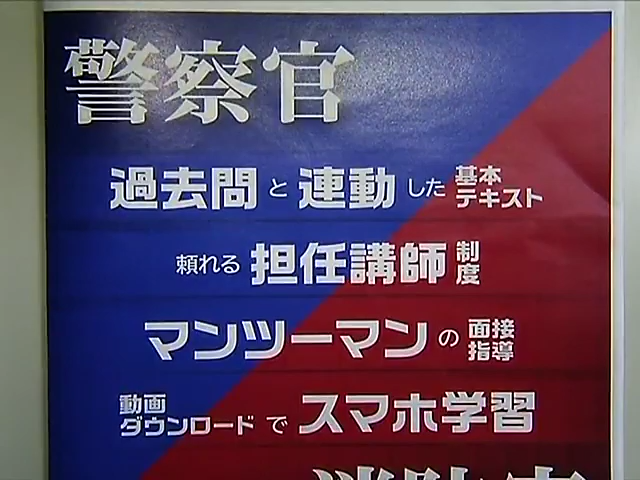 警察官
過去問と連動した基本テキスト
頼れる担任講師制度
マンツーマンの面接指導
動画ダウンロードでスマホ学習